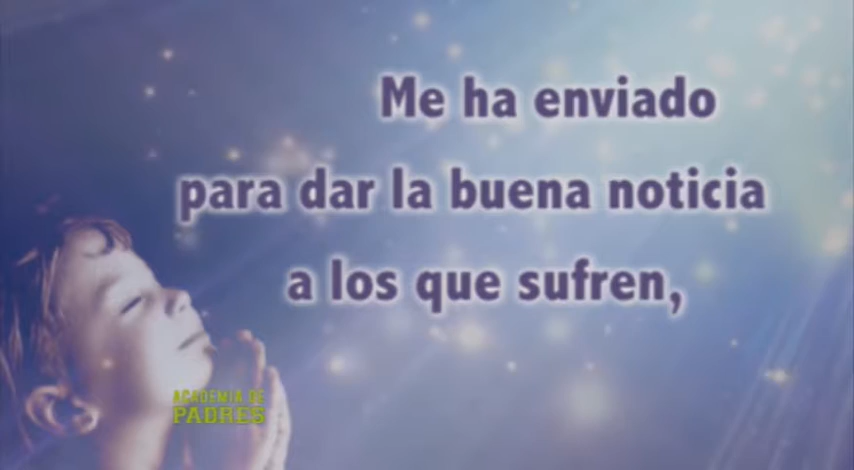 Me ha enviado
para dar la buena noticia
a los que sufren,
ACADEMIA DE
PADRES